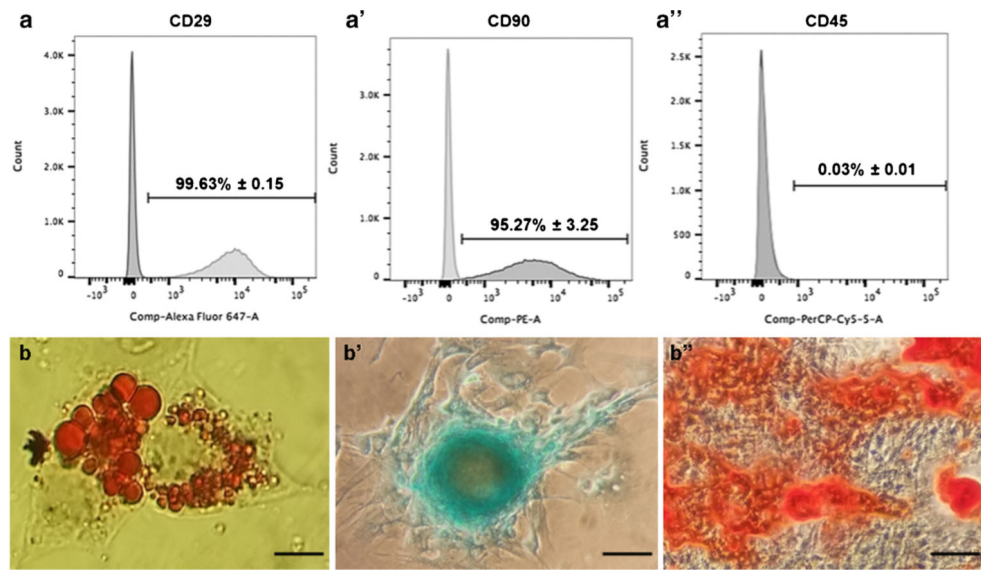 a
CD29
4.0K
3.0K
2.0K
1.0K
0
Count
99.63% ± 0.15
-10³ 0 10³ 10⁴ 10⁵
Comp-Alexa Fluor 647-A
a’
CD90
3.0K
2.0K
1.0K
0
Count
95.27% ± 3.25
-10³ 0 10³ 10⁴ 10⁵
Comp-PE-A
a’’
CD45
2.5K
2.0K
1.5K
1.0K
500
0
Count
0.03% ± 0.01
-10³ 0 10³ 10⁴ 10⁵
Comp-PerCP-Cy5-5-A
b
b’
b’’